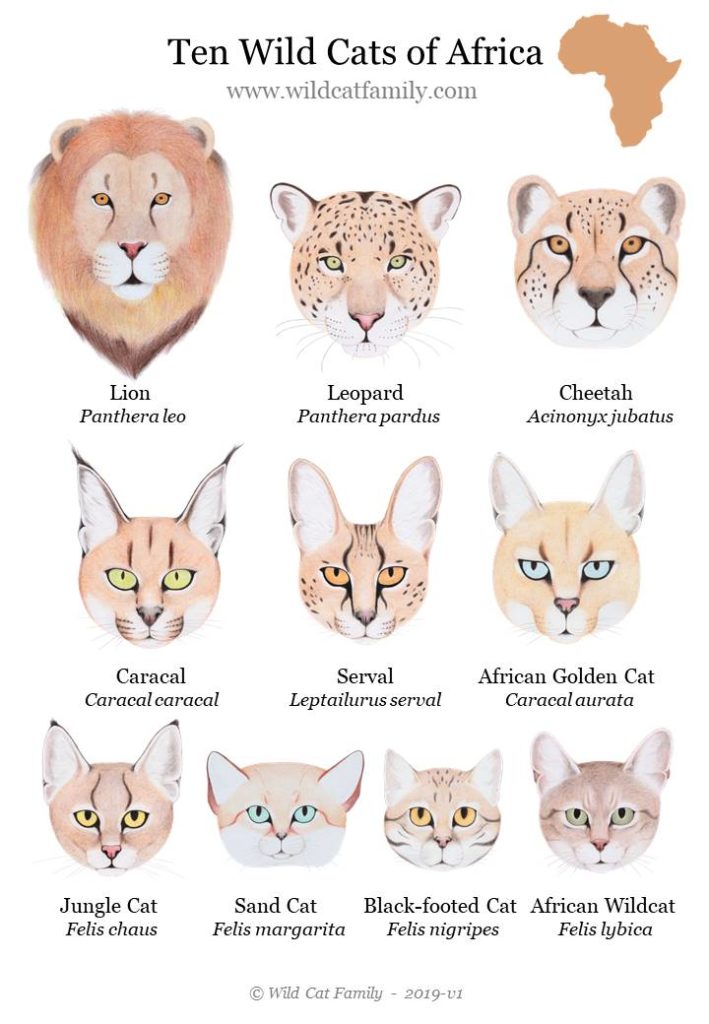 Ten Wild Cats of Africa
www.wildcatfamily.com
Lion
Panthera leo
Leopard
Panthera pardus
Cheetah
Acinonyx jubatus
Caracal
Caracal caracal
Serval
Leptailurus serval
African Golden Cat
Caracal aurata
Jungle Cat
Felis chaus
Sand Cat
Felis margarita
Black-footed Cat
Felis nigripes
African Wildcat
Felis lybica
© Wild Cat Family - 2019-v1